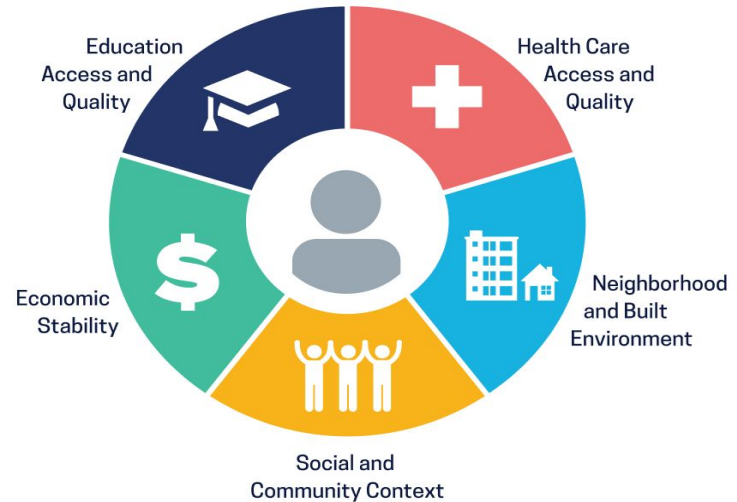 Education
Access and
Quality
Health Care
Access and
Quality
$
Economic
Stability
Neighborhood
and Built
Environment
Social and
Community Context